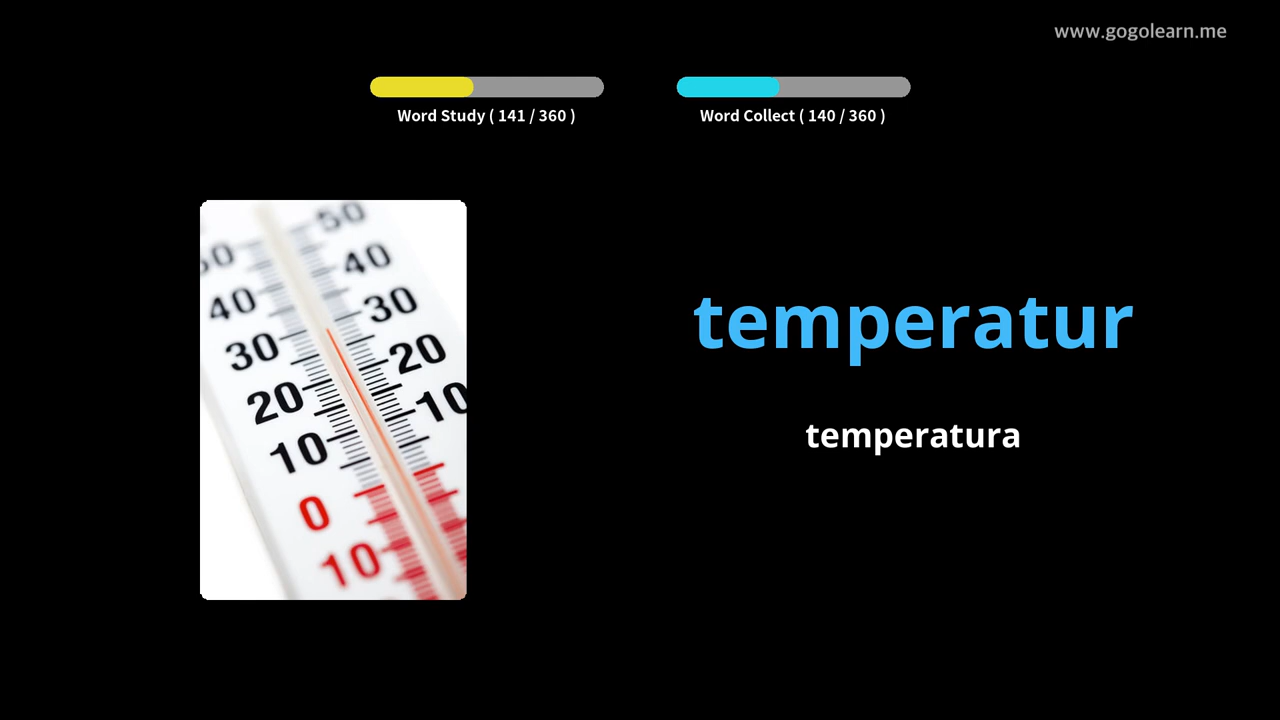 www.gogolearn.me
Word Study ( 141 / 360 )
Word Collect ( 140 / 360 )
50
40
40
30
30
20
20
10
10
0
10
temperatur
temperatura